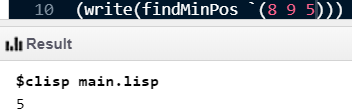 10 (write(findMinPos `(8 9 5)))
Result
$clisp main.lisp
5